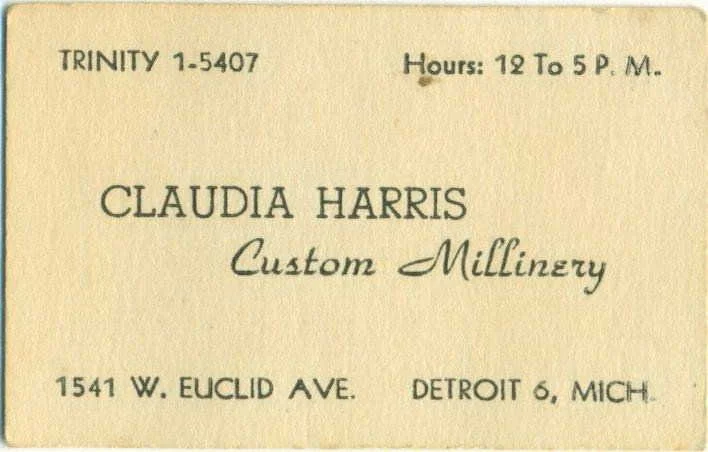 TRINITY 1-5407 Hours: 12 To 5 P. M.
CLAUDIA HARRIS
Custom Millinery
1541 W. EUCLID AVE. DETROIT 6, MICH.